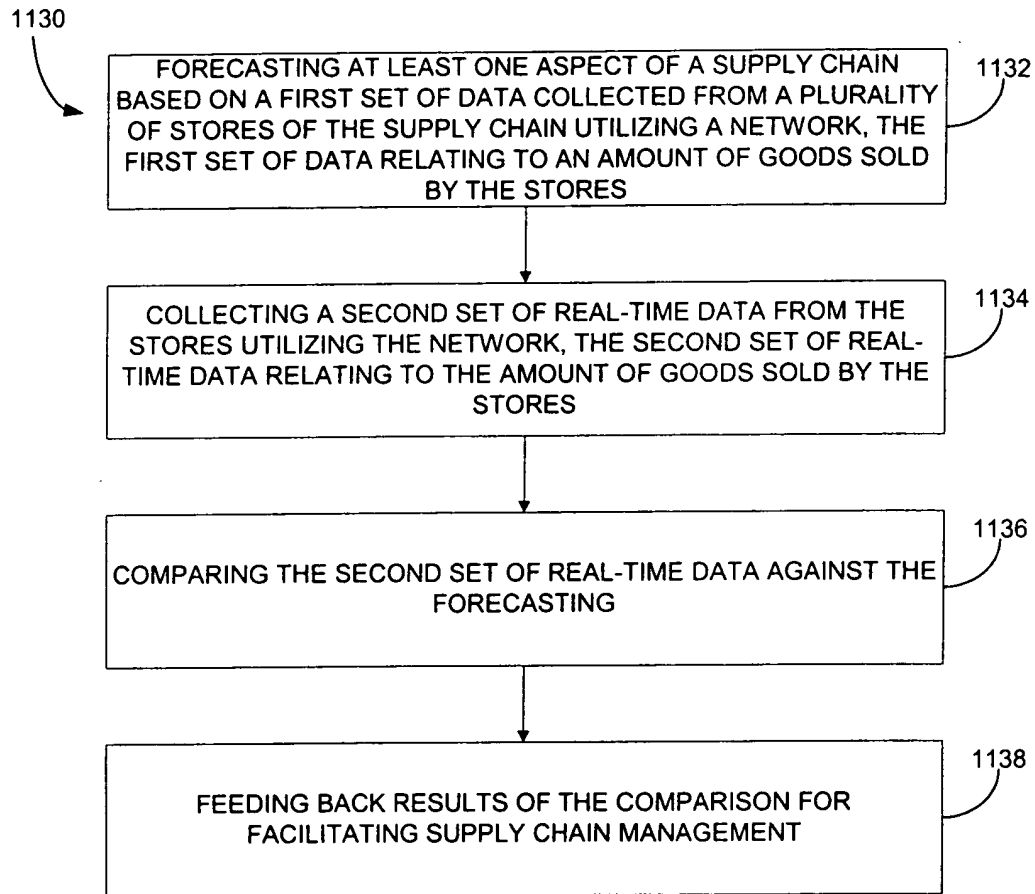 1130
FORECASTING AT LEAST ONE ASPECT OF A SUPPLY CHAIN
BASED ON A FIRST SET OF DATA COLLECTED FROM A PLURALITY
OF STORES OF THE SUPPLY CHAIN UTILIZING A NETWORK, THE
FIRST SET OF DATA RELATING TO AN AMOUNT OF GOODS SOLD
BY THE STORES
1132
COLLECTING A SECOND SET OF REAL-TIME DATA FROM THE
STORES UTILIZING THE NETWORK, THE SECOND SET OF REAL-
TIME DATA RELATING TO THE AMOUNT OF GOODS SOLD BY THE
STORES
1134
COMPARING THE SECOND SET OF REAL-TIME DATA AGAINST THE
FORECASTING
1136
FEEDING BACK RESULTS OF THE COMPARISON FOR
FACILITATING SUPPLY CHAIN MANAGEMENT
1138